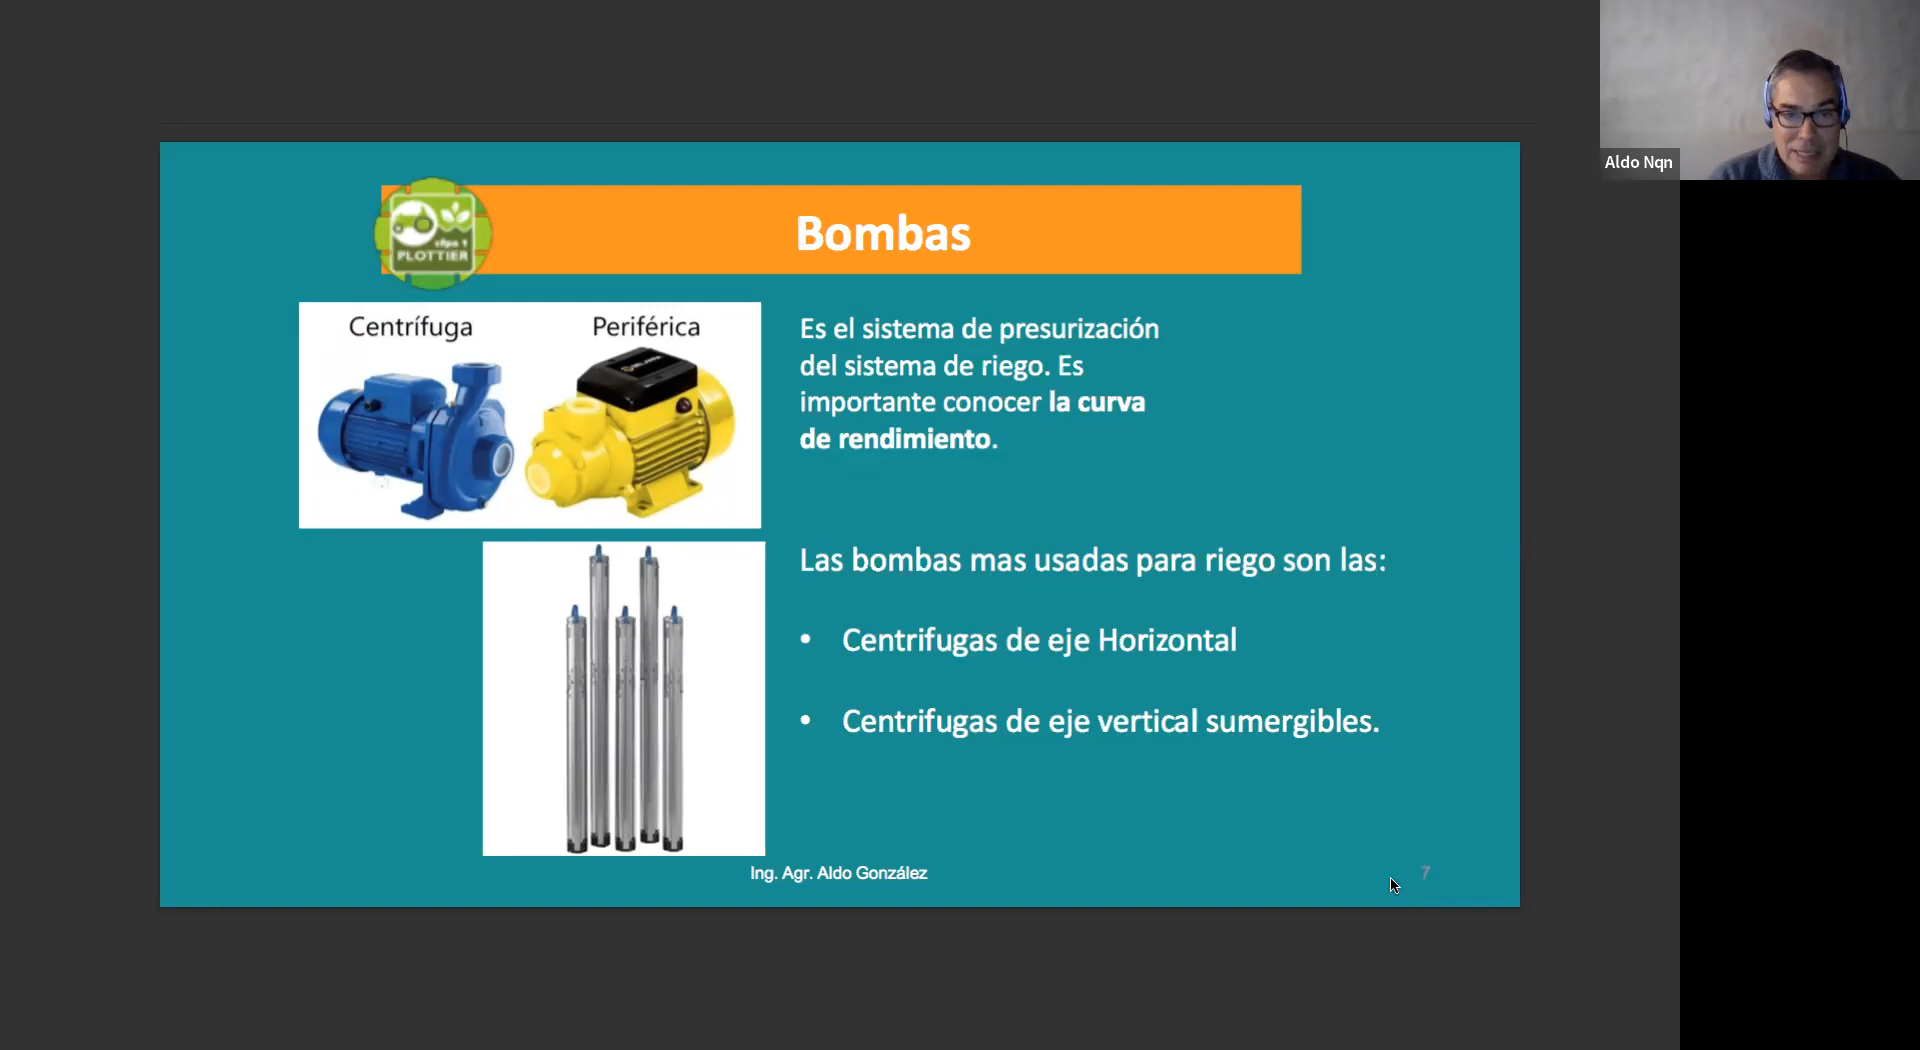 Aldo Nqn
Bombas
cfpa 1
PLOTTIER
Centrífuga
Periférica
Es el sistema de presurización
del sistema de riego. Es
importante conocer la curva
de rendimiento.
Las bombas mas usadas para riego son las:
• Centrifugas de eje Horizontal
• Centrifugas de eje vertical sumergibles.
Ing. Agr. Aldo González
7